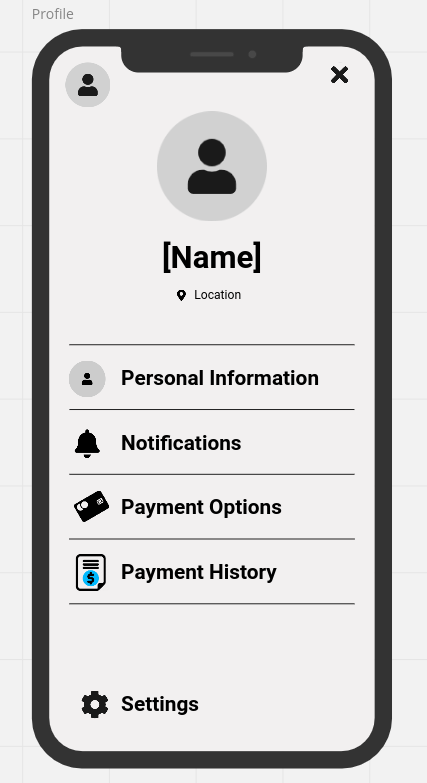 Profile
[Name]
Location
Personal Information
Notifications
Payment Options
Payment History
$
Settings